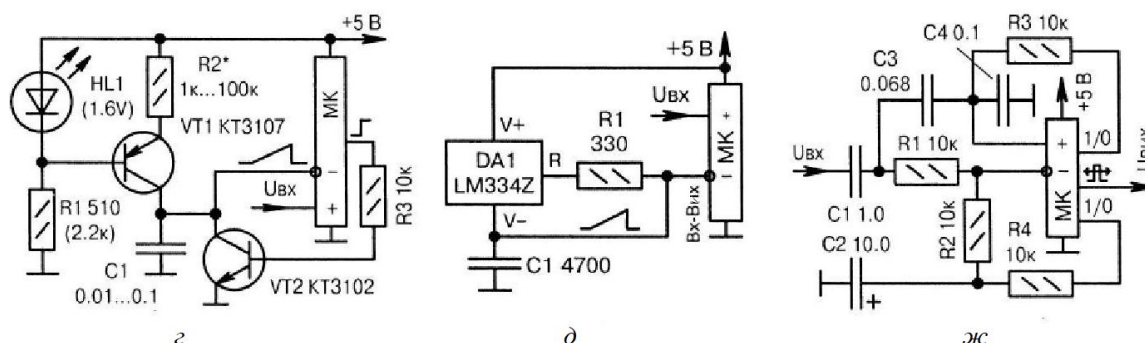 +5 В
HL1
(1.6V)
R2*
1к...100к
VT1 КТ3107
МК
Uвх
+
−
R3 10к
R1 510
(2.2к)
C1
0.01...0.1
VT2 КТ3102
г
+5 В
Uвх
V+
R1
330
DA1
LM334Z
R
V−
+
−
МК
Вх-Вих
C1 4700
д
R3 10к
C4 0.1
C3
0.068
+5 В
Uвх
R1 10к
+
−
1/0
1/0
МК
Uвих
C1 1.0
C2 10.0
+
R2 10к
R4
10к
ж